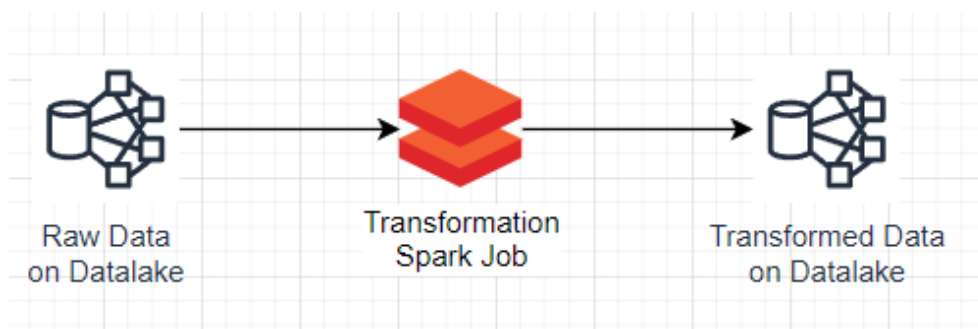 Raw Data
on Datalake
Transformation
Spark Job
Transformed Data
on Datalake